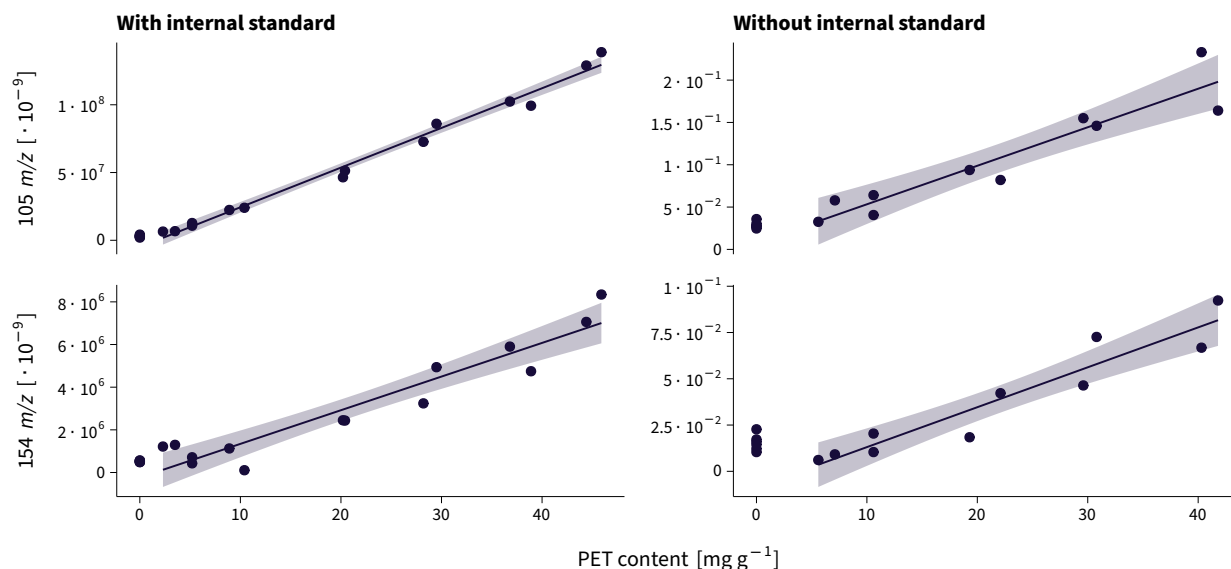 With internal standard
Without internal standard
105 m/z [ · 10⁻⁹]
1 · 10⁸
5 · 10⁷
0
2 · 10⁻¹
1.5 · 10⁻¹
1 · 10⁻¹
5 · 10⁻²
0
154 m/z [ · 10⁻⁹]
8 · 10⁶
6 · 10⁶
4 · 10⁶
2 · 10⁶
0
1 · 10⁻¹
7.5 · 10⁻²
5 · 10⁻²
2.5 · 10⁻²
0
0 10 20 30 40
0 10 20 30 40
PET content [mg g⁻¹]